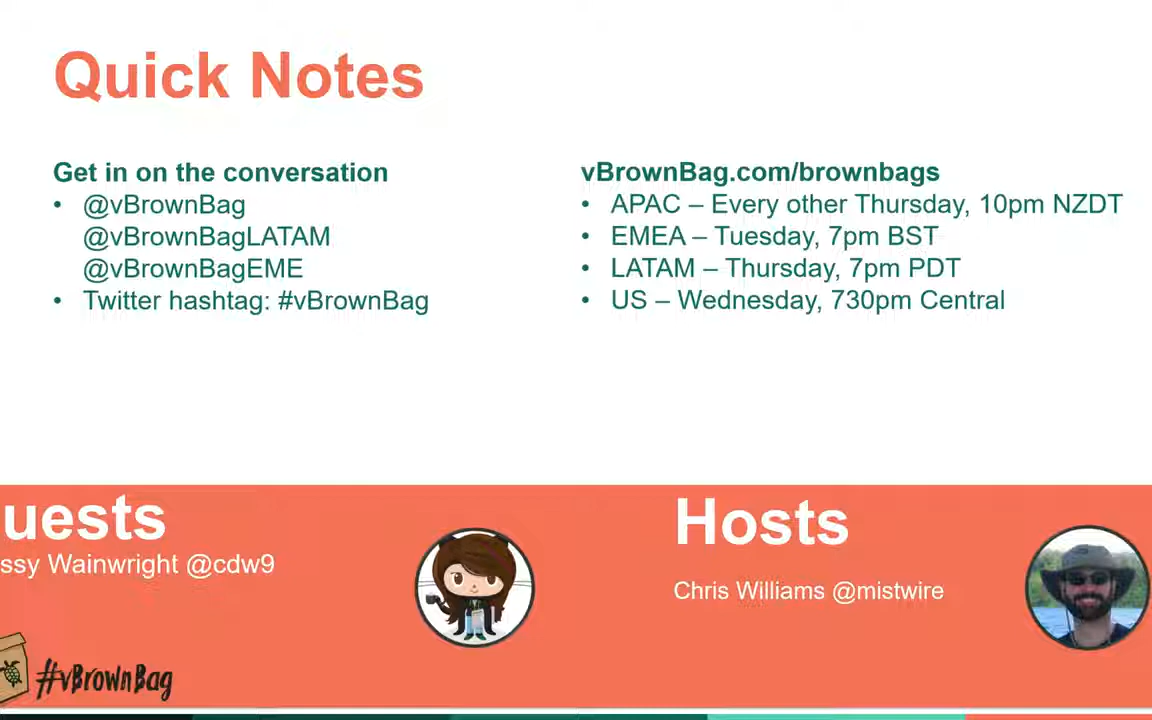 Quick Notes
Get in on the conversation
• @vBrownBag
@vBrownBagLATAM
@vBrownBagEME
• Twitter hashtag: #vBrownBag
vBrownBag.com/brownbags
• APAC – Every other Thursday, 10pm NZDT
• EMEA – Tuesday, 7pm BST
• LATAM – Thursday, 7pm PDT
• US – Wednesday, 730pm Central
uests
ssy Wainwright @cdw9
Hosts
Chris Williams @mistwire
#vBrownBag